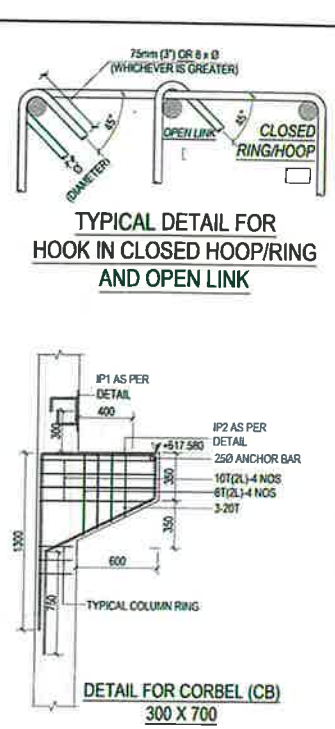 75mm (3") OR 6 x Ø
(WHICHEVER IS GREATER)
45°
45°
OPEN LINK
CLOSED
RING/HOOP
Ø
(DIAMETER)
TYPICAL DETAIL FOR
HOOK IN CLOSED HOOP/RING
AND OPEN LINK
IP1 AS PER
DETAIL
400
300
IP2 AS PER
DETAIL
+617.580
25Ø ANCHOR BAR
10T(2L)-4 NOS
8T(2L)-4 NOS
3-20T
350
350
1300
600
750
TYPICAL COLUMN RING
DETAIL FOR CORBEL (CB)
300 X 700